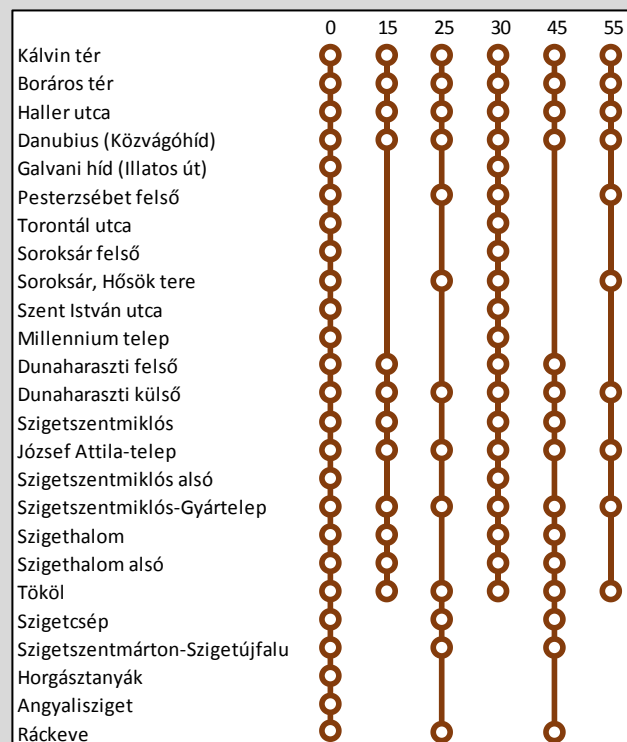 0 15 25 30 45 55
Kálvin tér
Boráros tér
Haller utca
Danubius (Közvágóhíd)
Galvani híd (Illatos út)
Pesterzsébet felső
Torontál utca
Soroksár felső
Soroksár, Hősök tere
Szent István utca
Millennium telep
Dunaharaszti felső
Dunaharaszti külső
Szigetszentmiklós
József Attila-telep
Szigetszentmiklós alsó
Szigetszentmiklós-Gyártelep
Szigethalom
Szigethalom alsó
Tököl
Szigetcsép
Szigetszentmárton-Szigetújfalu
Horgásztanyák
Angyalisziget
Ráckeve